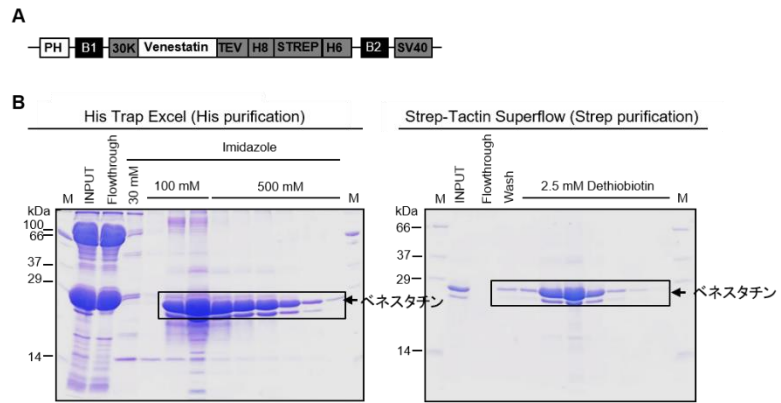 A
PH B1 30K Venestatin TEV H8 STREP H6 B2 SV40
B
His Trap Excel (His purification)
Imidazole
M INPUT Flowthrough 30 mM 100 mM 500 mM M
kDa
100
66
37
29
14
ベネスタチン
Strep-Tactin Superflow (Strep purification)
M INPUT Flowthrough Wash 2.5 mM Dethiobiotin M
kDa
66
37
29
14
ベネスタチン